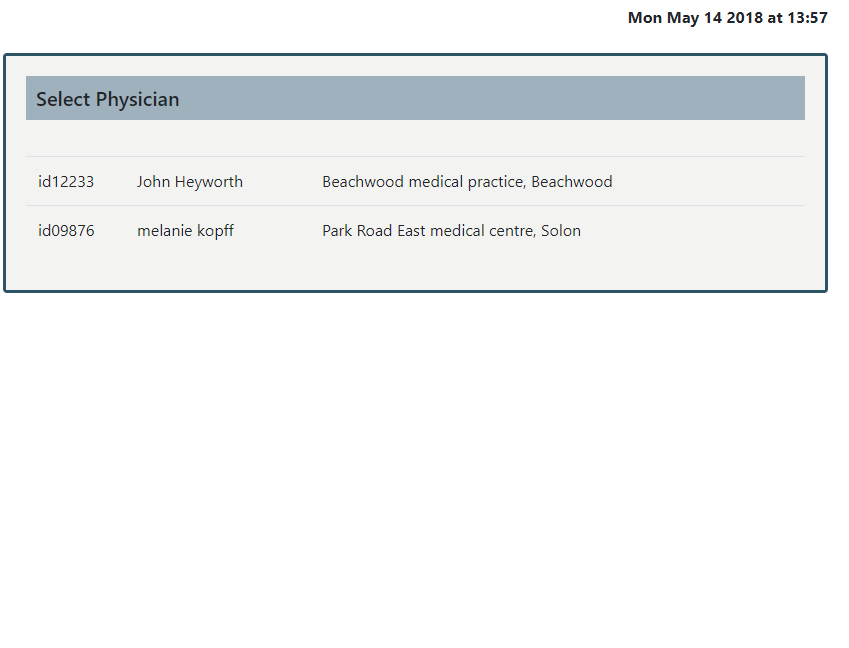 Mon May 14 2018 at 13:57
Select Physician
id12233 John Heyworth Beachwood medical practice, Beachwood
id09876 melanie kopff Park Road East medical centre, Solon